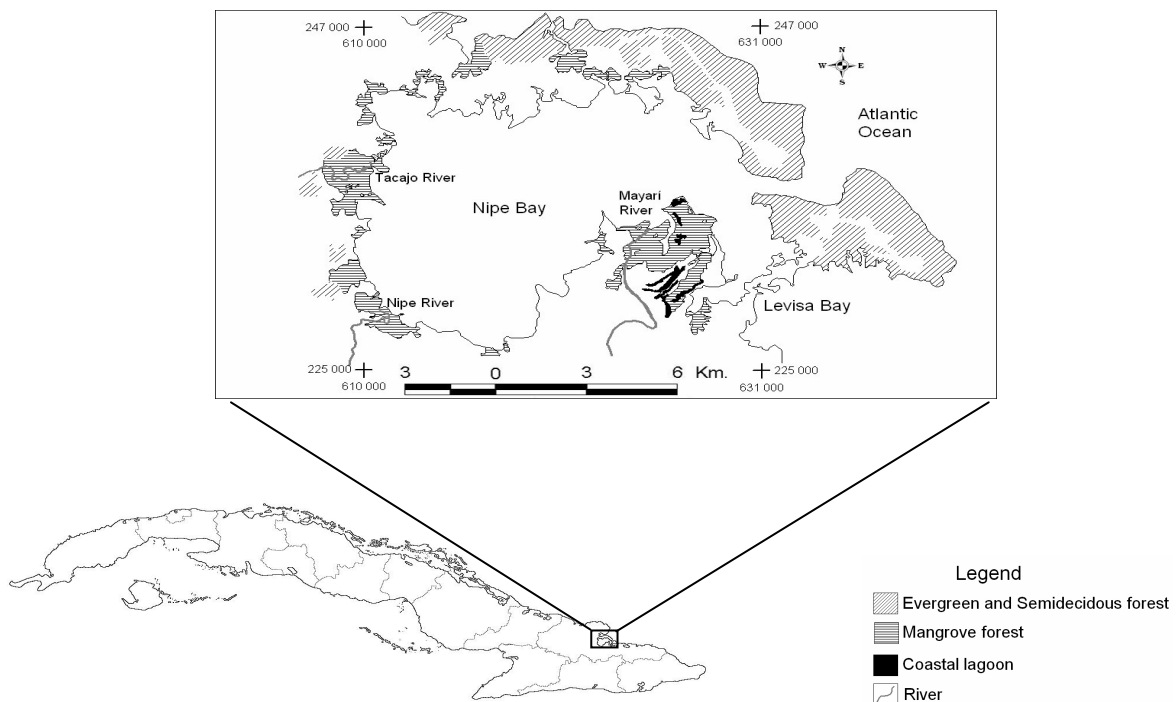 247 000
610 000
247 000
631 000
N
W E
S
Atlantic
Ocean
Tacajo River
Nipe Bay
Mayarí
River
Nipe River
Levisa Bay
225 000
610 000
3 0 3 6 Km.
225 000
631 000
Legend
Evergreen and Semidecidous forest
Mangrove forest
Coastal lagoon
River